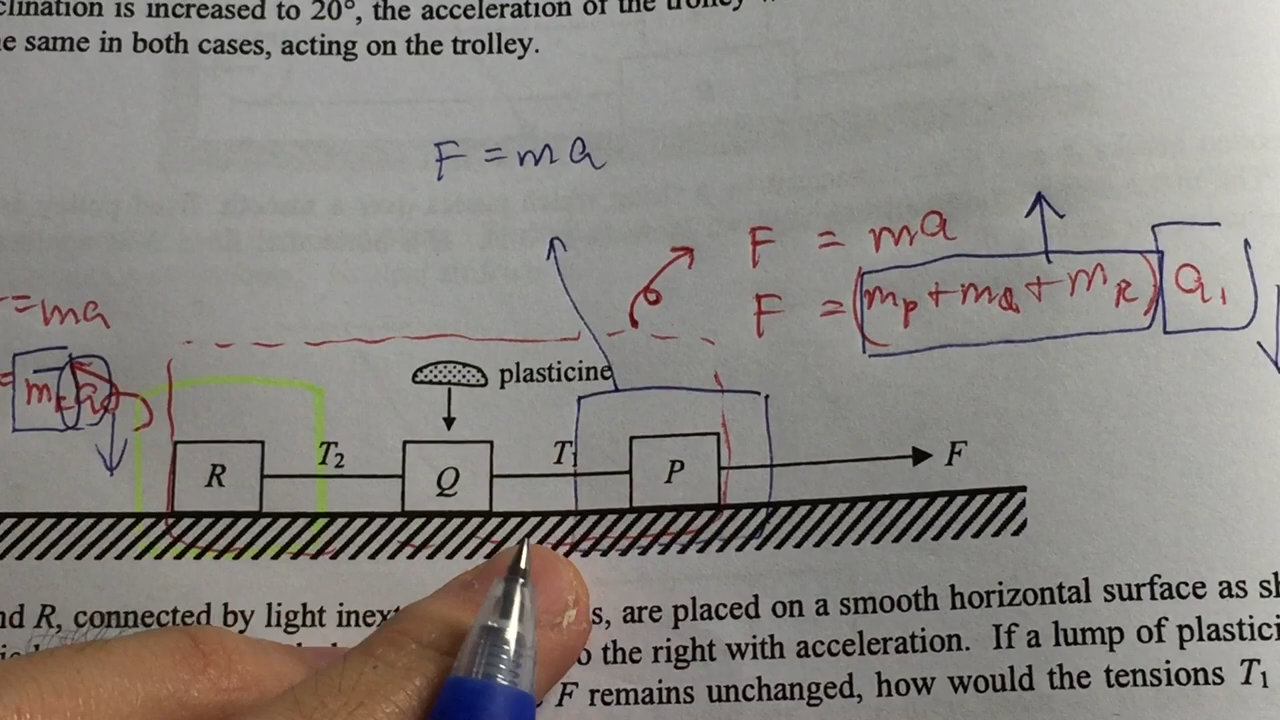 clination is increased to 20°, the acceleration of the trolley
e same in both cases, acting on the trolley.
F = ma
F = ma
F = (mP + mQ + mR) a1
= ma
plasticine
R
T2
Q
T1
P
F
nd R, connected by light inex s, are placed on a smooth horizontal surface as sh
o the right with acceleration. If a lump of plastici
F remains unchanged, how would the tensions T1